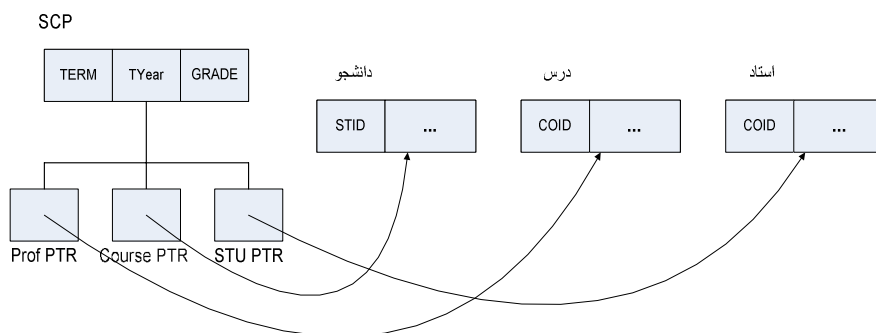 SCP
TERM TYear GRADE
دانشجو
درس
استاد
STID ...
COID ...
COID ...
Prof PTR
Course PTR
STU PTR